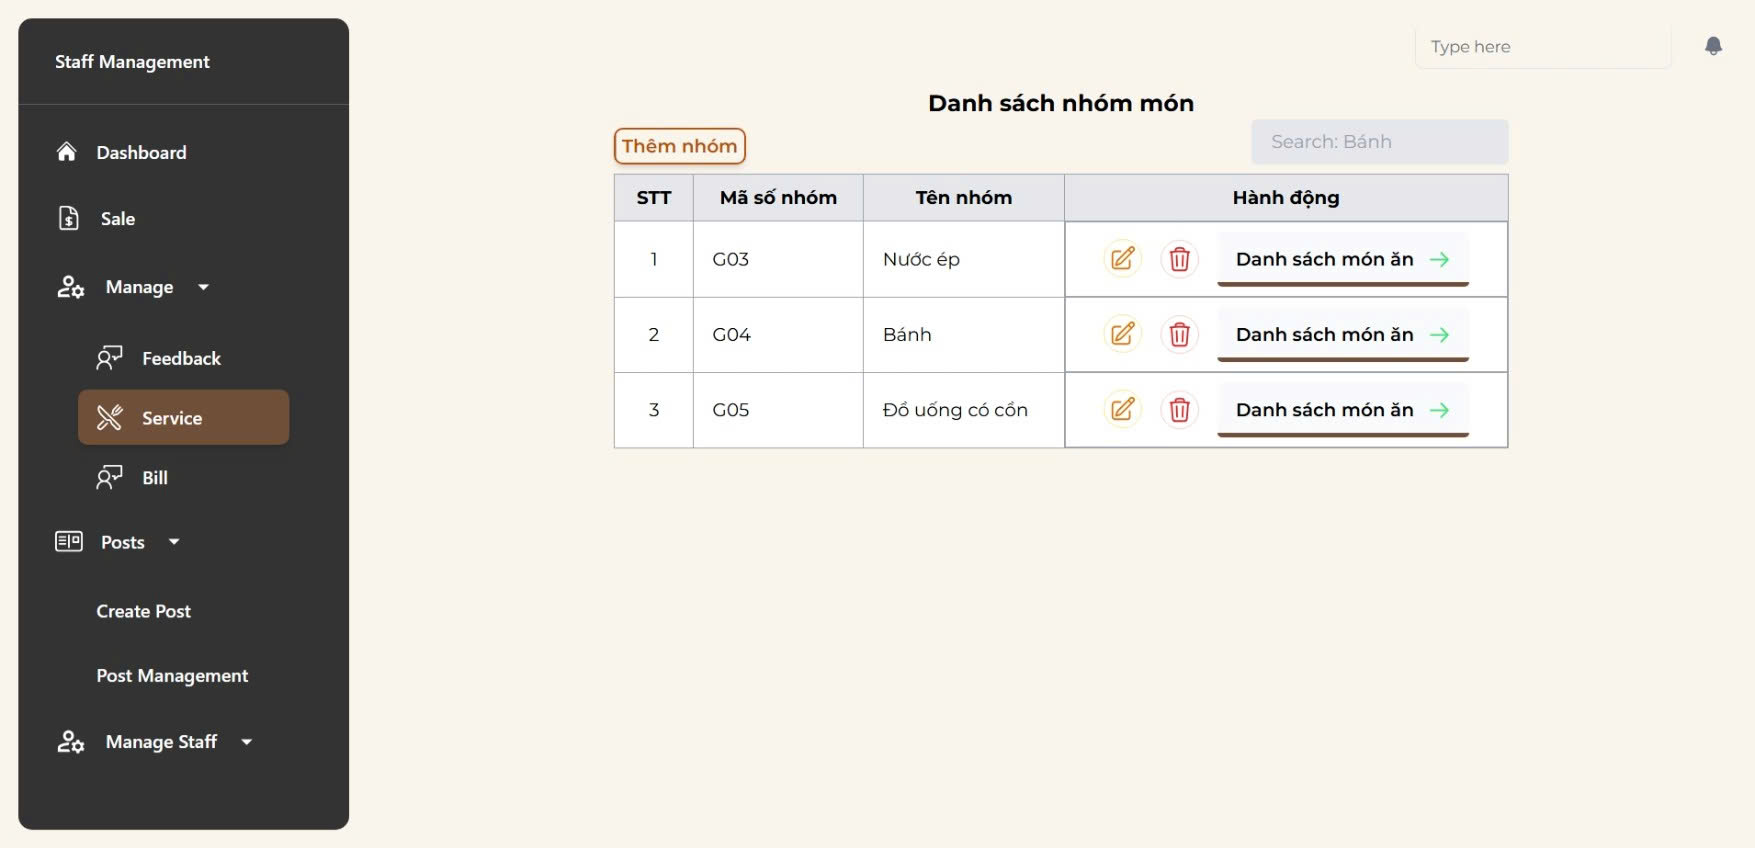 Staff Management
Dashboard
Sale
Manage
Feedback
Service
Bill
Posts
Create Post
Post Management
Manage Staff
Type here
Danh sách nhóm món
Thêm nhóm
Search: Bánh
STT Mã số nhóm Tên nhóm Hành động
1 G03 Nước ép Danh sách món ăn
2 G04 Bánh Danh sách món ăn
3 G05 Đồ uống có cồn Danh sách món ăn